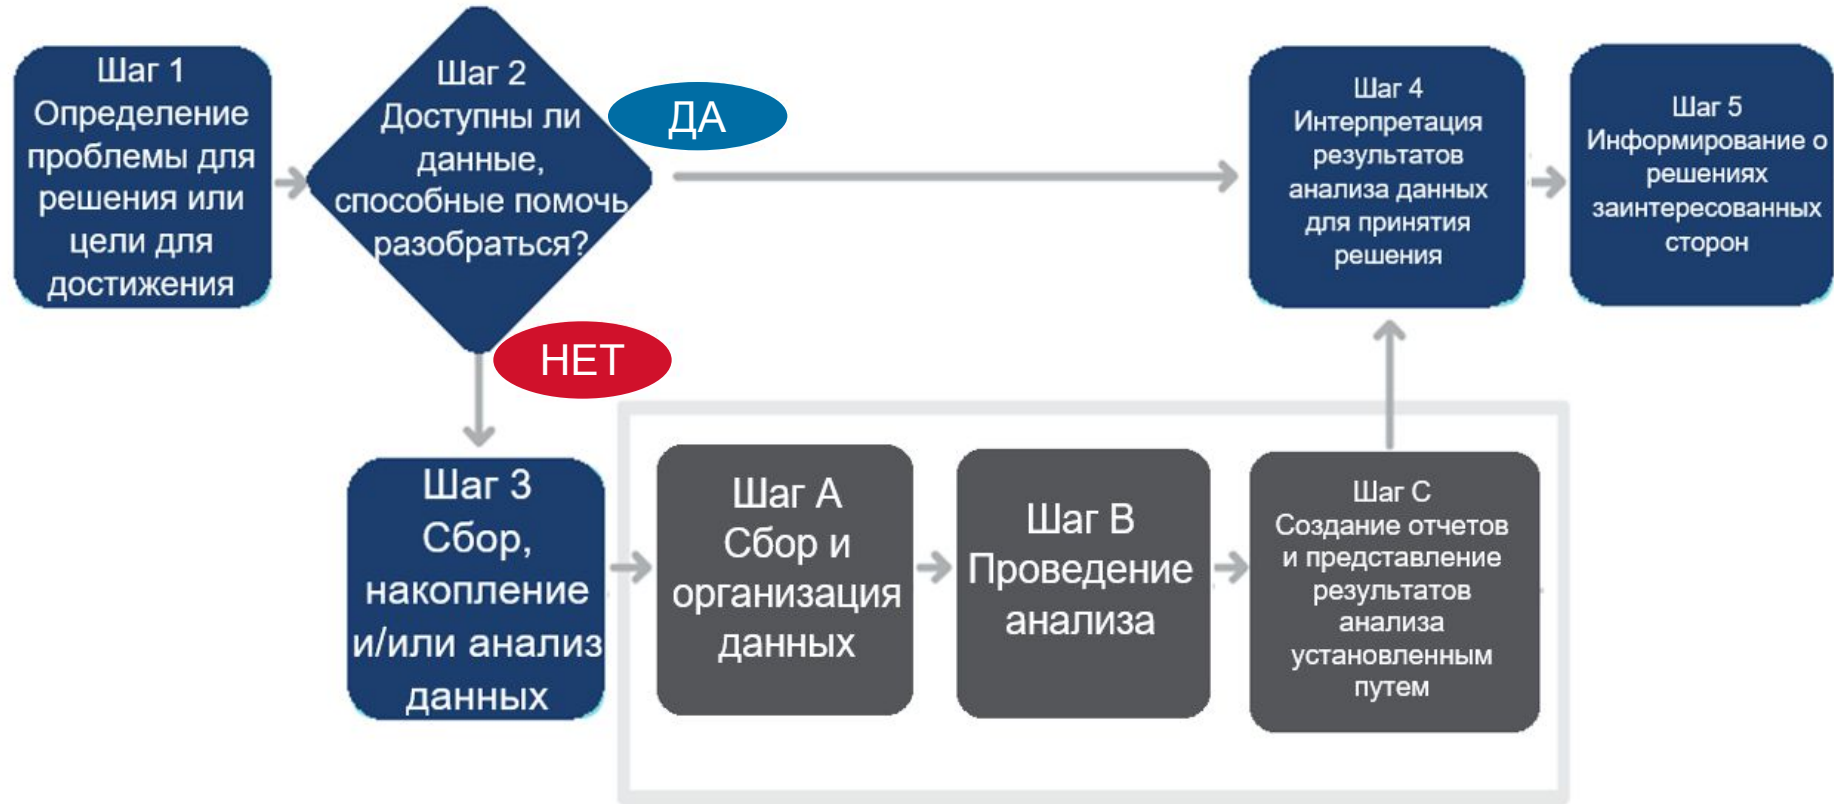 Шаг 1
Определение
проблемы для
решения или
цели для
достижения
Шаг 2
Доступны ли
данные,
способные помочь
разобраться?
ДА
НЕТ
Шаг 3
Сбор,
накопление
и/или анализ
данных
Шаг А
Сбор и
организация
данных
Шаг В
Проведение
анализа
Шаг С
Создание отчетов
и представление
результатов
анализа
установленным
путем
Шаг 4
Интерпретация
результатов
анализа данных
для принятия
решения
Шаг 5
Информирование о
решениях
заинтересованных
сторон